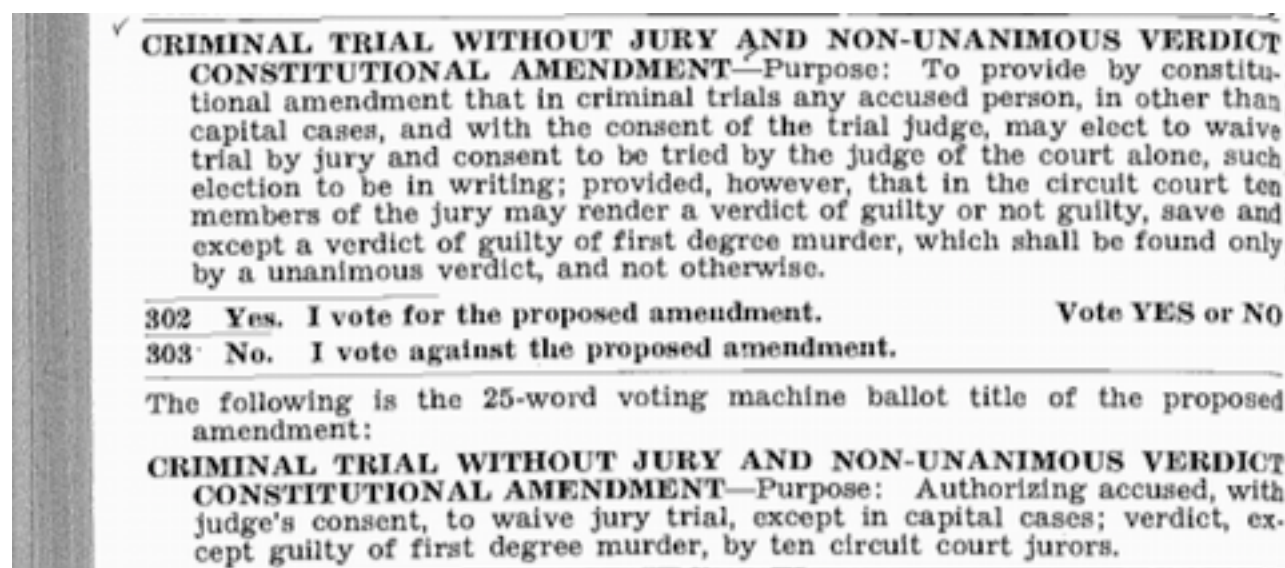 CRIMINAL TRIAL WITHOUT JURY AND NON-UNANIMOUS VERDICT
CONSTITUTIONAL AMENDMENT—Purpose: To provide by constitu-
tional amendment that in criminal trials any accused person, in other than
capital cases, and with the consent of the trial judge, may elect to waive
trial by jury and consent to be tried by the judge of the court alone, such
election to be in writing; provided, however, that in the circuit court ten
members of the jury may render a verdict of guilty or not guilty, save and
except a verdict of guilty of first degree murder, which shall be found only
by a unanimous verdict, and not otherwise.
302 Yes. I vote for the proposed amendment. Vote YES or NO
303 No. I vote against the proposed amendment.
The following is the 25-word voting machine ballot title of the proposed
amendment:
CRIMINAL TRIAL WITHOUT JURY AND NON-UNANIMOUS VERDICT
CONSTITUTIONAL AMENDMENT—Purpose: Authorizing accused, with
judge's consent, to waive jury trial, except in capital cases; verdict, ex-
cept guilty of first degree murder, by ten circuit court jurors.